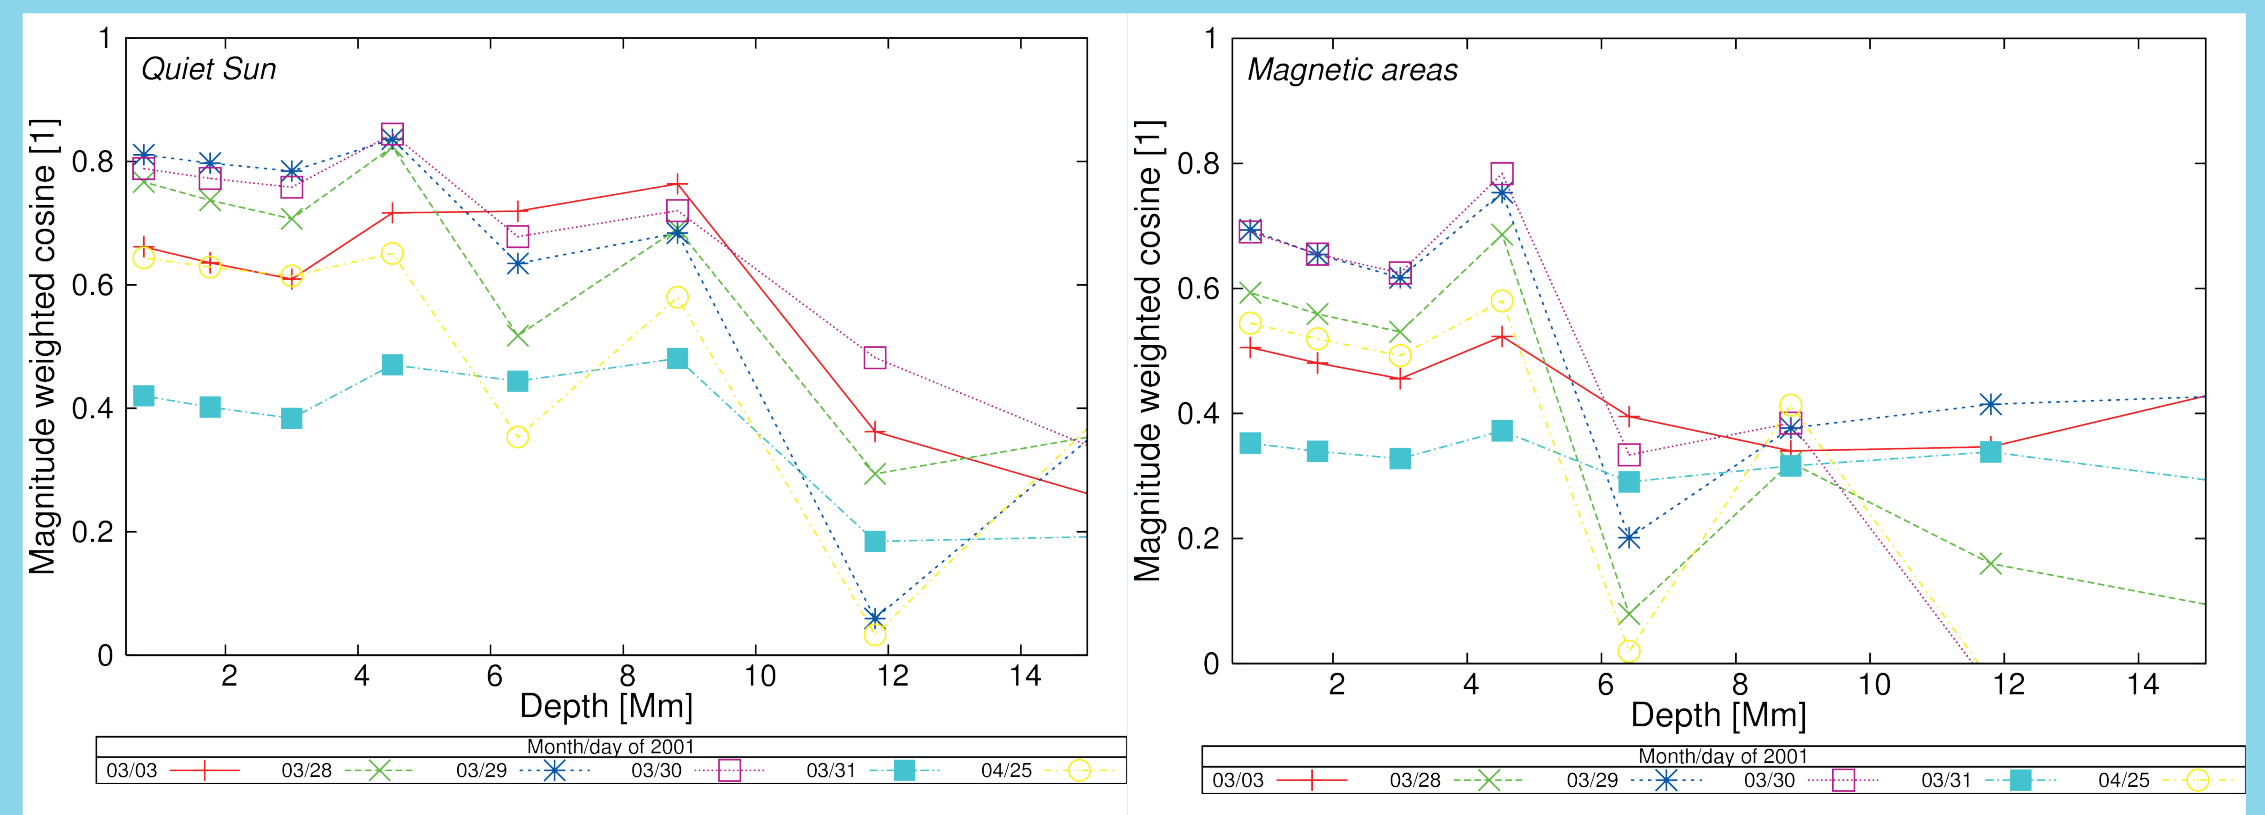 Quiet Sun
Magnitude weighted cosine [1]
1
0.8
0.6
0.4
0.2
0
2 4 6 8 10 12 14
Depth [Mm]
Month/day of 2001
03/03 03/28 03/29 03/30 03/31 04/25
Magnetic areas
Magnitude weighted cosine [1]
1
0.8
0.6
0.4
0.2
0
2 4 6 8 10 12 14
Depth [Mm]
Month/day of 2001
03/03 03/28 03/29 03/30 03/31 04/25